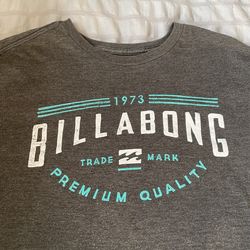 1973
BILLABONG
TRADE MARK
PREMIUM QUALITY